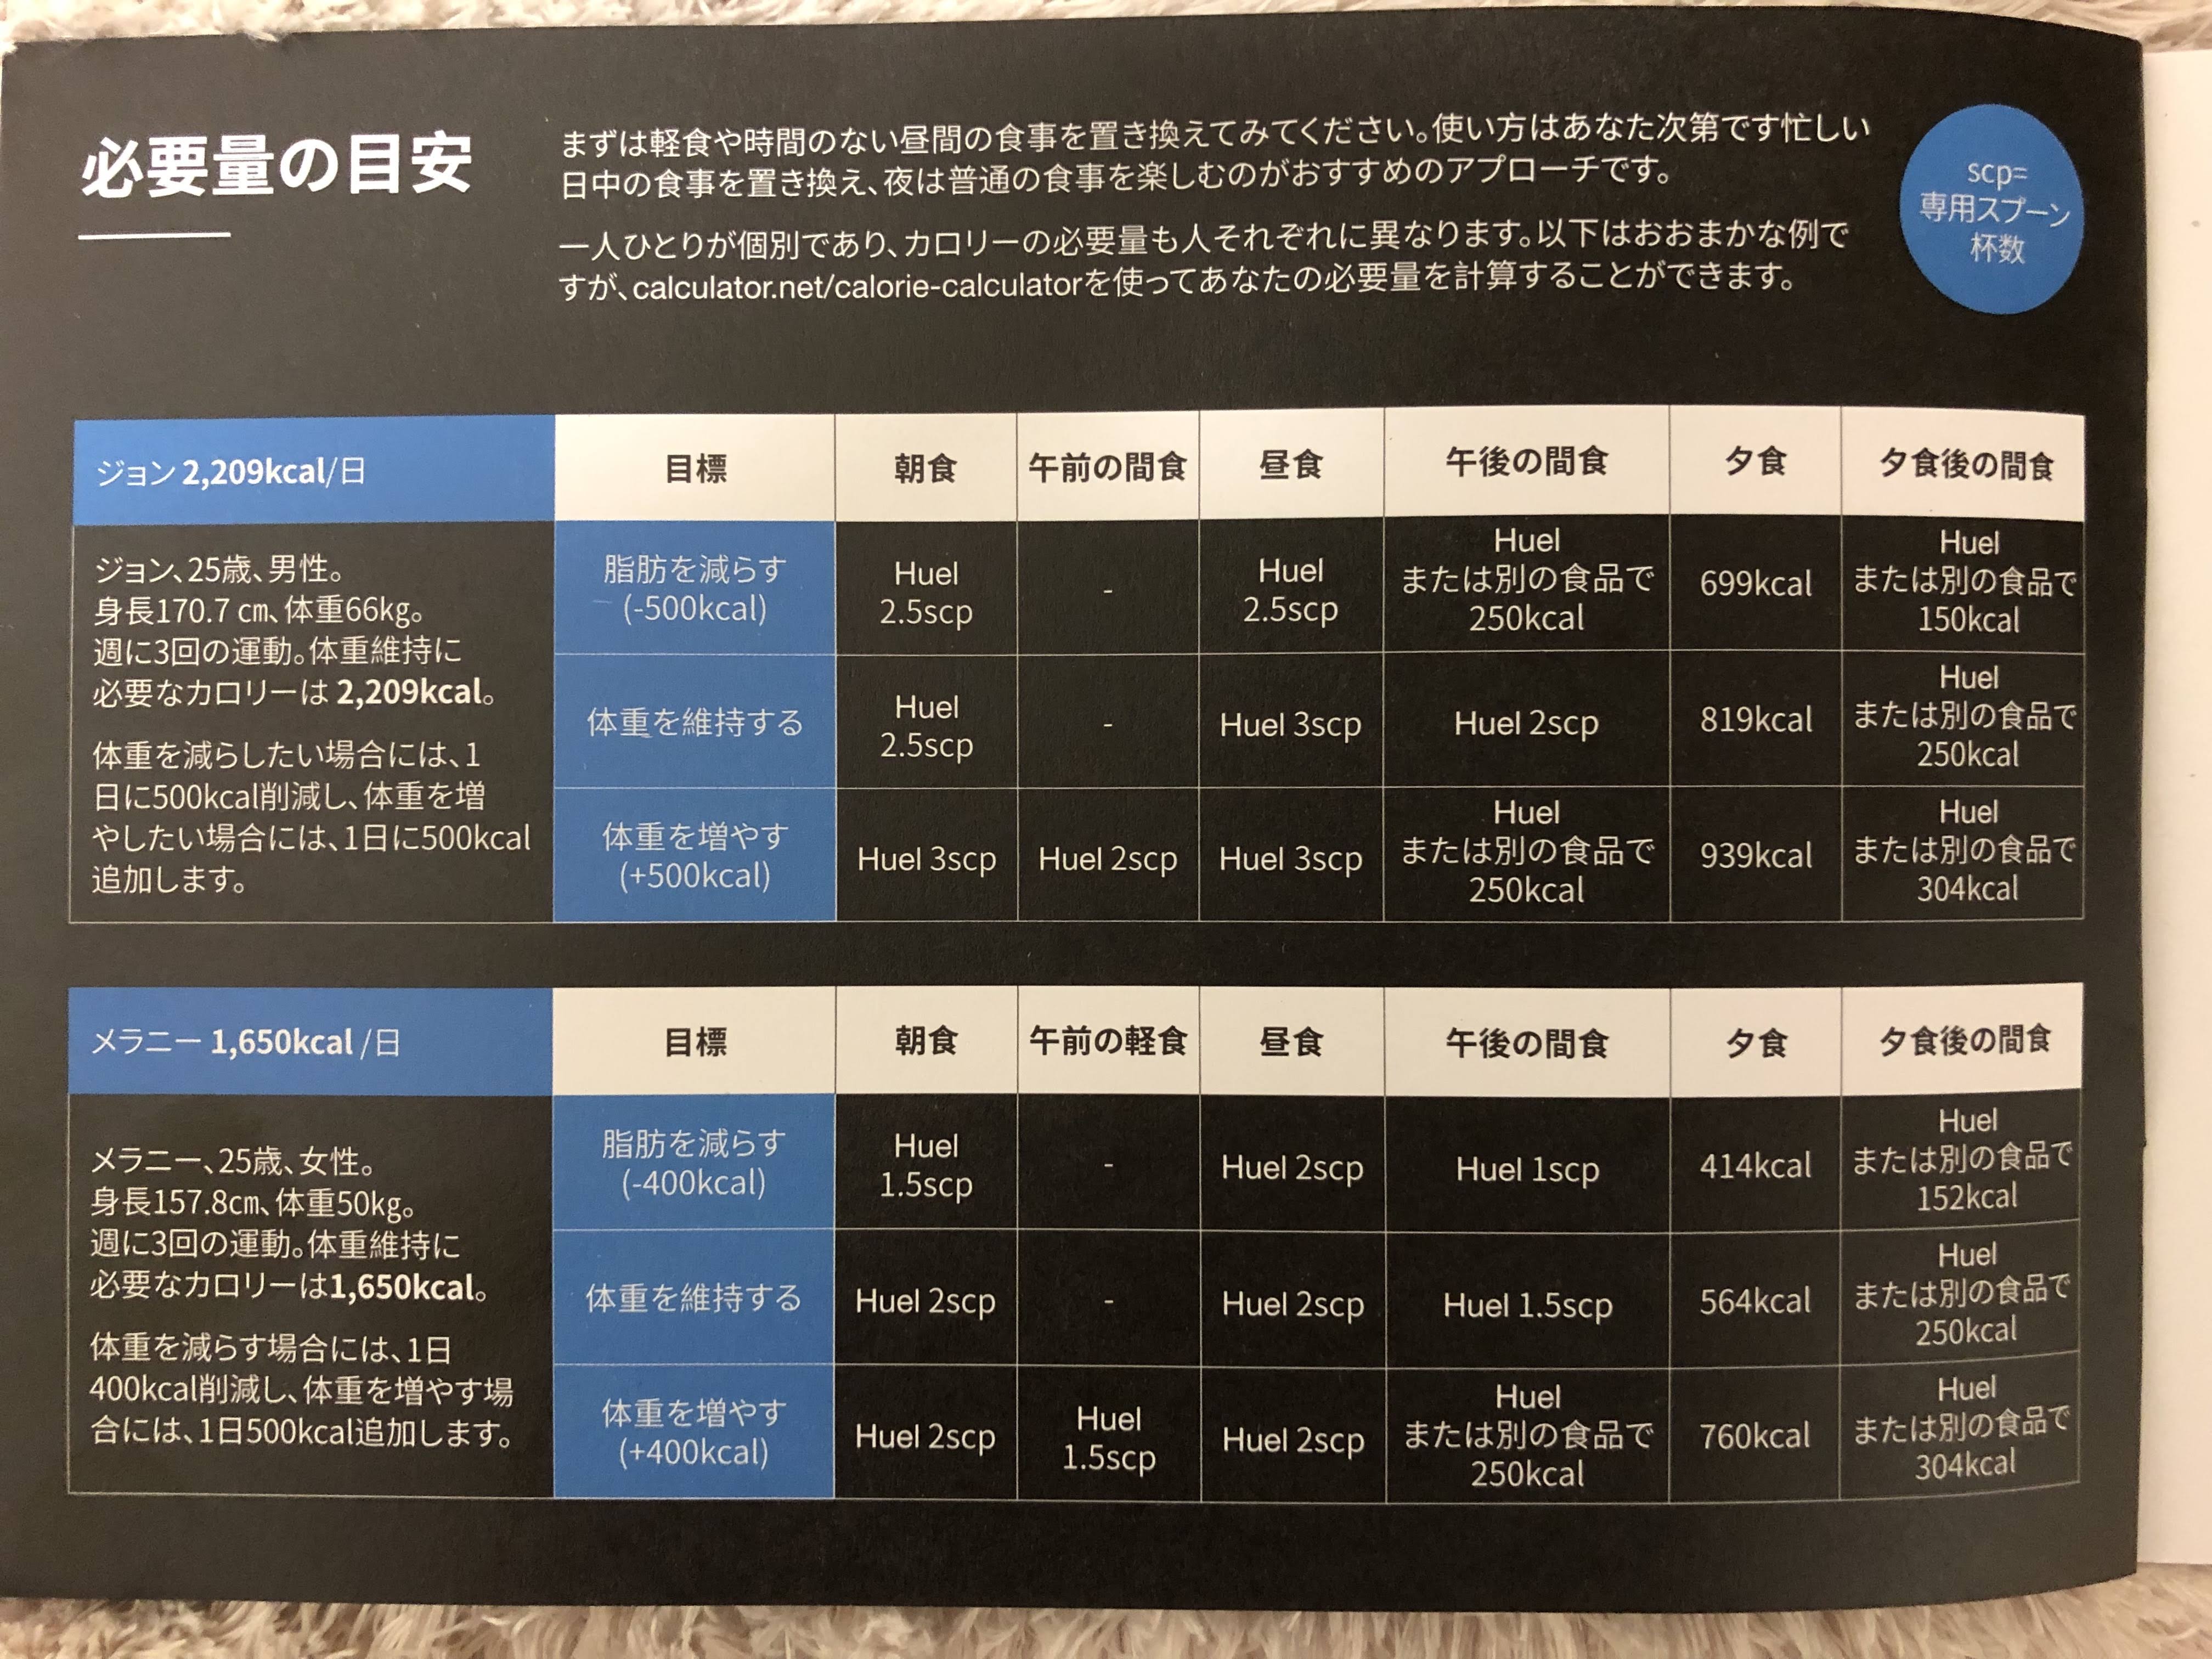 必要量の目安
まずは軽食や時間のない昼間の食事を置き換えてみてください。使い方はあなた次第です忙しい
日中の食事を置き換え、夜は普通の食事を楽しむのがおすすめのアプローチです。
一人ひとりが個別であり、カロリーの必要量も人それぞれに異なります。以下はおおまかな例で
すが、calculator.net/calorie-calculatorを使ってあなたの必要量を計算することができます。
scp=
専用スプーン
杯数
ジョン 2,209kcal/日 目標 朝食 午前の間食 昼食 午後の間食 夕食 夕食後の間食
ジョン、25歳、男性。
身長170.7㎝、体重66kg。
週に3回の運動。体重維持に
必要なカロリーは 2,209kcal。
体重を減らしたい場合には、1
日に500kcal削減し、体重を増
やしたい場合には、1日に500kcal
追加します。
脂肪を減らす
(-500kcal)
Huel
2.5scp
-
Huel
2.5scp
Huel
または別の食品で
250kcal
699kcal
Huel
または別の食品で
150kcal
体重を維持する
Huel
2.5scp
-
Huel 3scp
Huel 2scp
819kcal
Huel
または別の食品で
250kcal
体重を増やす
(+500kcal)
Huel 3scp
Huel 2scp
Huel 3scp
Huel
または別の食品で
250kcal
939kcal
Huel
または別の食品で
304kcal
メラニー 1,650kcal /日 目標 朝食 午前の軽食 昼食 午後の間食 夕食 夕食後の間食
メラニー、25歳、女性。
身長157.8㎝、体重50㎏。
週に3回の運動。体重維持に
必要なカロリーは1,650kcal。
体重を減らす場合には、1日
400kcal削減し、体重を増やす場
合には、1日500kcal追加します。
脂肪を減らす
(-400kcal)
Huel
1.5scp
-
Huel 2scp
Huel 1scp
414kcal
Huel
または別の食品で
152kcal
体重を維持する
Huel 2scp
-
Huel 2scp
Huel 1.5scp
564kcal
Huel
または別の食品で
250kcal
体重を増やす
(+400kcal)
Huel 2scp
Huel
1.5scp
Huel 2scp
Huel
または別の食品で
250kcal
760kcal
Huel
または別の食品で
304kcal